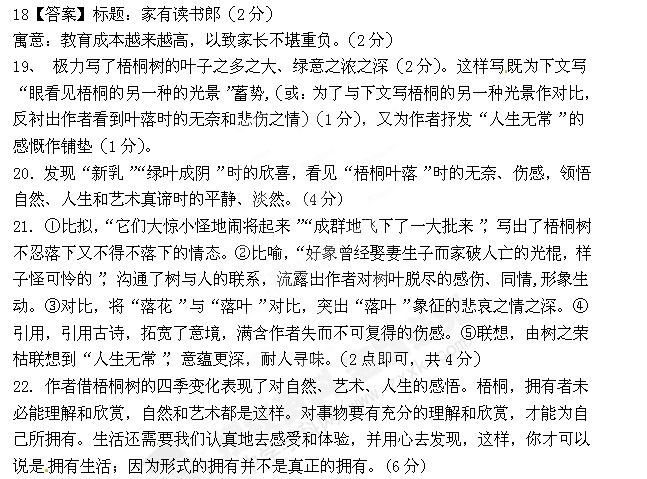 18【答案】标题：家有读书郎（2分）
寓意：教育成本越来越高，以致家长不堪重负。（2分）
19、 极力写了梧桐树的叶子之多之大、绿意之浓之深（2分）。这样写既为下文写
“眼看见梧桐的另一种的光景”蓄势，（或：为了与下文写梧桐的另一种光景作对比，
反衬出作者看到叶落时的无奈和悲伤之情）（1分），又为作者抒发“人生无常”的
感慨作铺垫（1分）。
20．发现“新乳”“绿叶成阴”时的欣喜，看见“梧桐叶落”时的无奈、伤感，领悟
自然、人生和艺术真谛时的平静、淡然。（4分）
21．①比拟，“它们大惊小怪地闹将起来”“成群地飞下了一大批来”，写出了梧桐树
不忍落下又不得不落下的情态。②比喻，“好象曾经娶妻生子而家破人亡的光棍，样
子怪可怜的”，沟通了树与人的联系，流露出作者对树叶脱尽的感伤、同情，形象生
动。③对比，将“落花”与“落叶”对比，突出“落叶”象征的悲哀之情之深。④
引用，引用古诗，拓宽了意境，满含作者失而不可复得的伤感。⑤联想，由树之荣
枯联想到“人生无常”，意蕴更深，耐人寻味。（2点即可，共4分）
22．作者借梧桐树的四季变化表现了对自然、艺术、人生的感悟。梧桐，拥有者未
必能理解和欣赏，自然和艺术都是这样。对事物要有充分的理解和欣赏，才能为自
己所拥有。生活还需要我们认真地去感受和体验，并用心去发现，这样，你才可以
说是拥有生活；因为形式的拥有并不是真正的拥有。（6分）